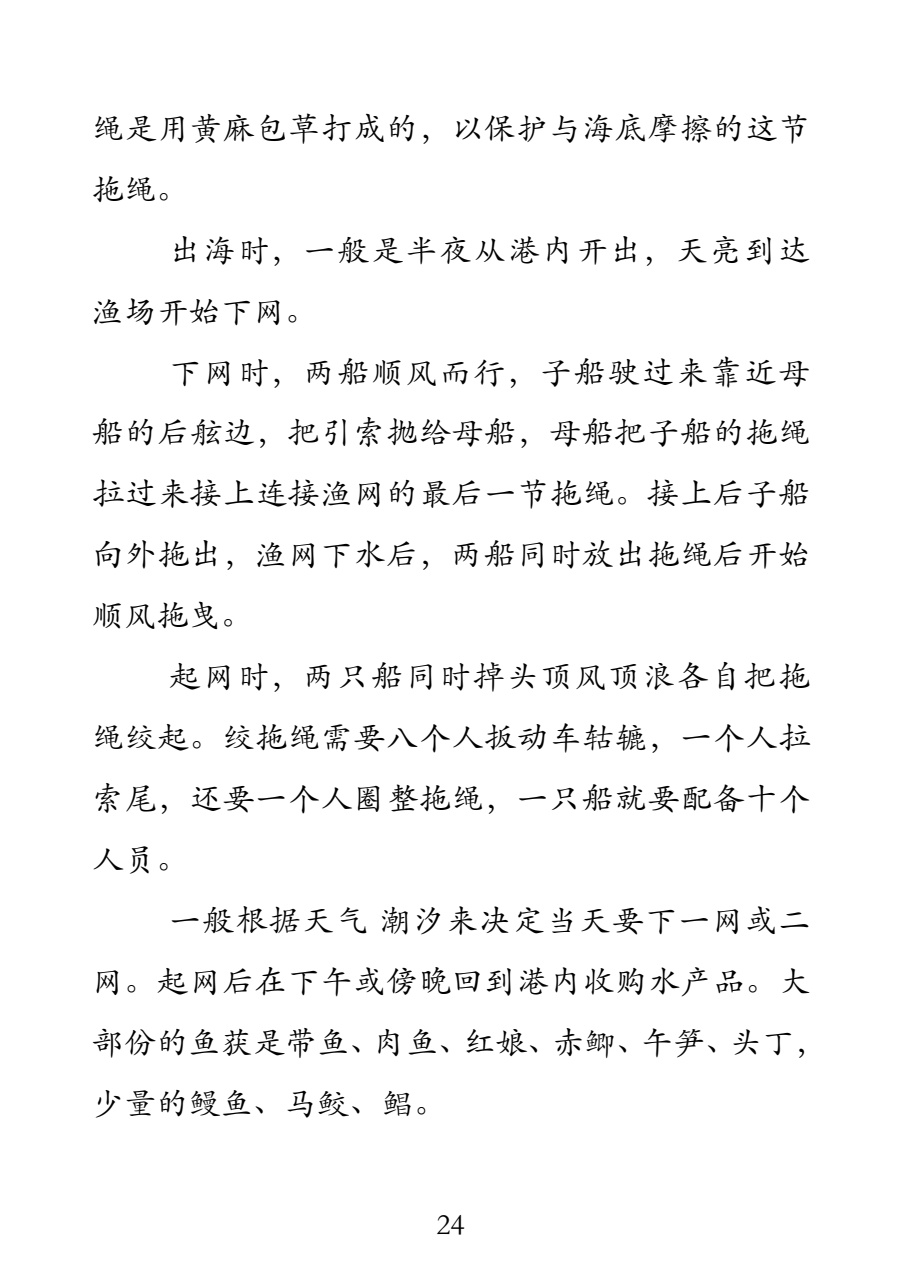 绳是用黄麻包草打成的，以保护与海底摩擦的这节
拖绳。
出海时，一般是半夜从港内开出，天亮到达
渔场开始下网。
下网时，两船顺风而行，子船驶过来靠近母
船的后舷边，把引索抛给母船，母船把子船的拖绳
拉过来接上连接渔网的最后一节拖绳。接上后子船
向外拖出，渔网下水后，两船同时放出拖绳后开始
顺风拖曳。
起网时，两只船同时掉头顶风顶浪各自把拖
绳绞起。绞拖绳需要八个人扳动车轱辘，一个人拉
索尾，还要一个人圈整拖绳，一只船就要配备十个
人员。
一般根据天气 潮汐来决定当天要下一网或二
网。起网后在下午或傍晚回到港内收购水产品。大
部份的鱼获是带鱼、肉鱼、红娘、赤鲫、午笋、头丁，
少量的鳗鱼、马鲛、鲳。
24